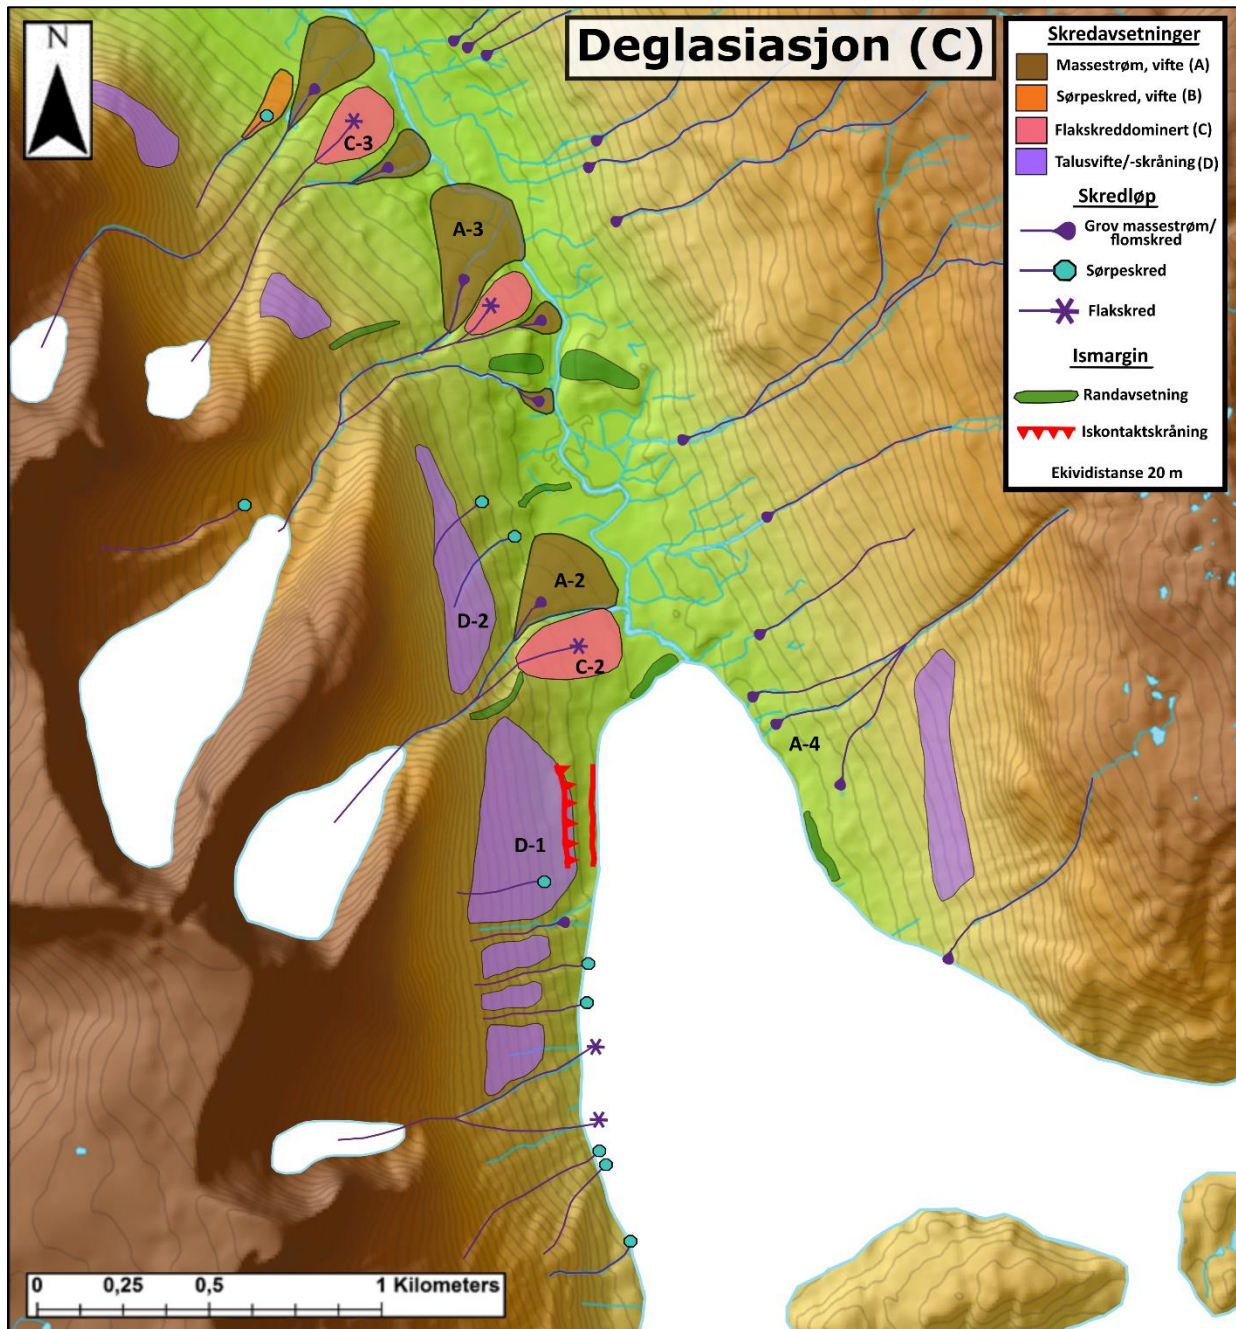 N
Deglasiasjon (C)
Skredavsetninger
Massestrøm, vifte (A)
Sørpeskred, vifte (B)
Flakskreddominert (C)
Talusvifte/-skråning (D)
Skredløp
Grov massestrøm/
flomskred
Sørpeskred
Flakskred
Ismargin
Randavsetning
Iskontaktskråning
Ekividistanse 20 m
C-3
A-3
A-2
D-2
C-2
A-4
D-1
0 0,25 0,5 1 Kilometers